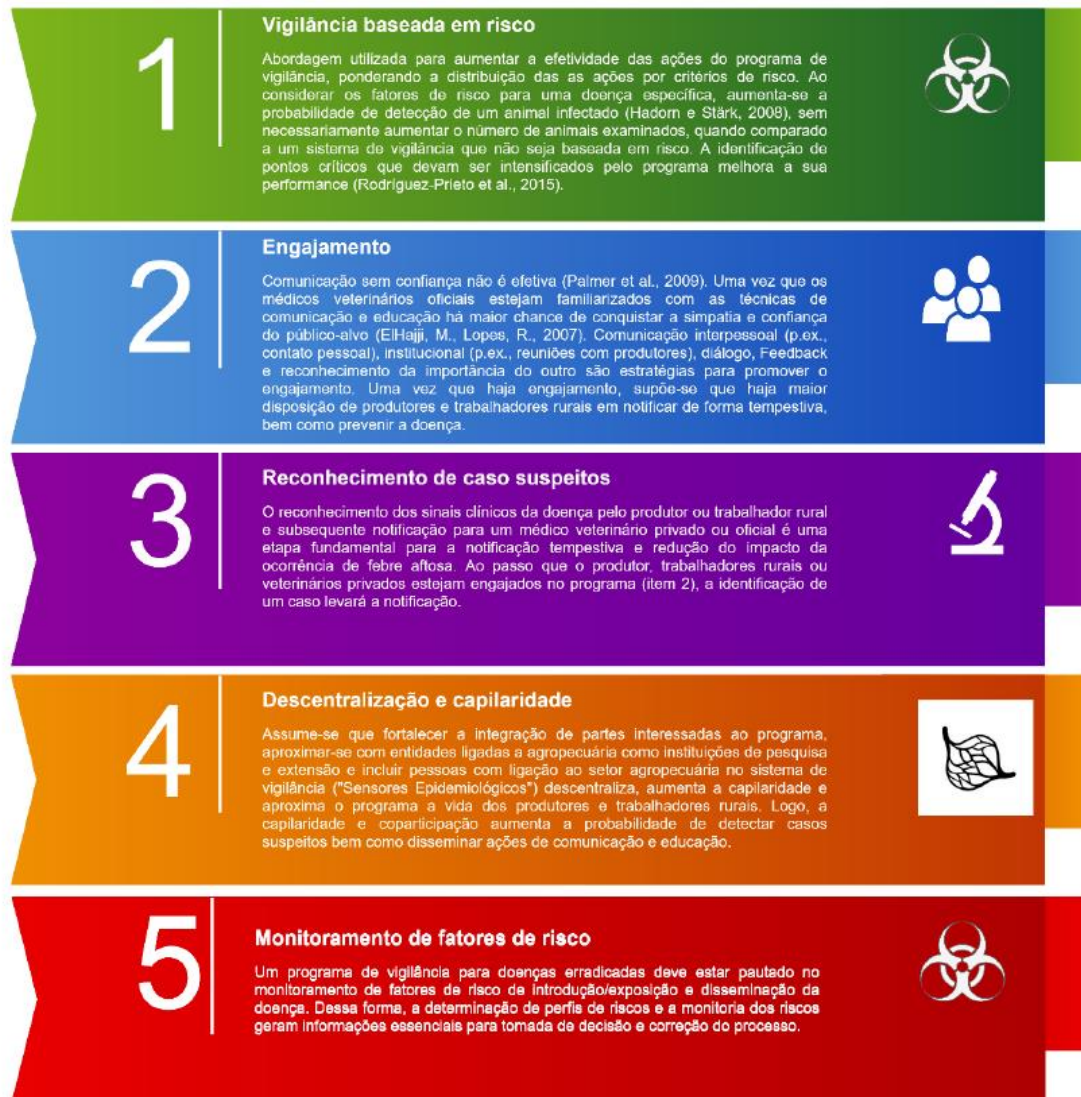 1
Vigilância baseada em risco
Abordagem utilizada para aumentar a efetividade das ações do programa de
vigilância, ponderando a distribuição das as ações por critérios de risco. Ao
considerar os fatores de risco para uma doença específica, aumenta-se a
probabilidade de detecção de um animal infectado (Hadorn e Stärk, 2008), sem
necessariamente aumentar o número de animais examinados, quando comparado
a um sistema de vigilância que não seja baseada em risco. A identificação de
pontos críticos que devam ser intensificados pelo programa melhora a sua
performance (Rodríguez-Prieto et al., 2015).
2
Engajamento
Comunicação sem confiança não é efetiva (Palmer et al., 2009). Uma vez que os
médicos veterinários oficiais estejam familiarizados com as técnicas de
comunicação e educação há maior chance de conquistar a simpatia e confiança
do público-alvo (ElHajji, M., Lopes, R., 2007). Comunicação interpessoal (p.ex.,
contato pessoal), institucional (p.ex., reuniões com produtores), diálogo, Feedback
e reconhecimento da importância do outro são estratégias para promover o
engajamento. Uma vez que haja engajamento, supõe-se que haja maior
disposição de produtores e trabalhadores rurais em notificar de forma tempestiva,
bem como prevenir a doença.
3
Reconhecimento de caso suspeitos
O reconhecimento dos sinais clínicos da doença pelo produtor ou trabalhador rural
e subsequente notificação para um médico veterinário privado ou oficial é uma
etapa fundamental para a notificação tempestiva e redução do impacto da
ocorrência de febre aftosa. Ao passo que o produtor, trabalhadores rurais ou
veterinários privados estejam engajados no programa (item 2), a identificação de
um caso levará a notificação.
4
Descentralização e capilaridade
Assume-se que fortalecer a integração de partes interessadas ao programa,
aproximar-se com entidades ligadas a agropecuária como instituições de pesquisa
e extensão e incluir pessoas com ligação ao setor agropecuária no sistema de
vigilância ("Sensores Epidemiológicos") descentraliza, aumenta a capilaridade e
aproxima o programa a vida dos produtores e trabalhadores rurais. Logo, a
capilaridade e coparticipação aumenta a probabilidade de detectar casos
suspeitos bem como disseminar ações de comunicação e educação.
5
Monitoramento de fatores de risco
Um programa de vigilância para doenças erradicadas deve estar pautado no
monitoramento de fatores de risco de introdução/exposição e disseminação da
doença. Dessa forma, a determinação de perfis de riscos e a monitoria dos riscos
geram informações essenciais para tomada de decisão e correção do processo.